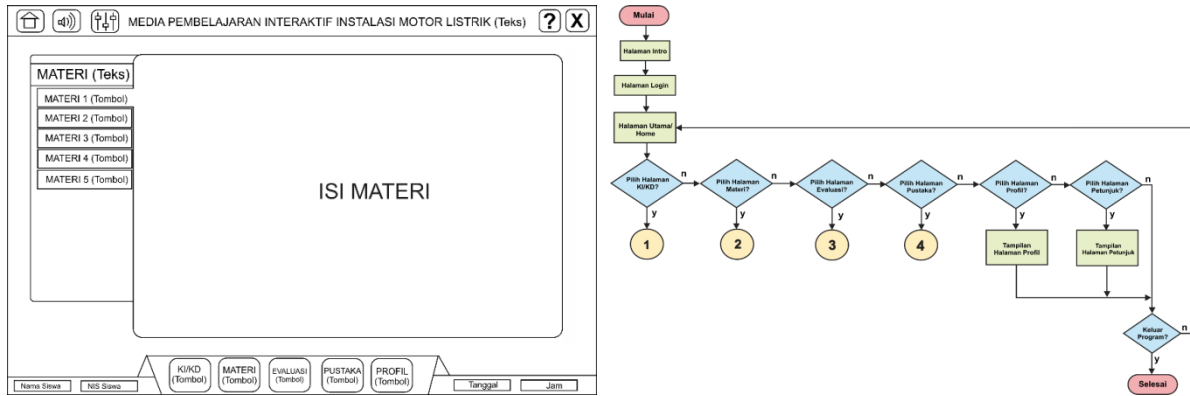 MEDIA PEMBELAJARAN INTERAKTIF INSTALASI MOTOR LISTRIK (Teks)
?
X
MATERI (Teks)
MATERI 1 (Tombol)
MATERI 2 (Tombol)
MATERI 3 (Tombol)
MATERI 4 (Tombol)
MATERI 5 (Tombol)
ISI MATERI
KI/KD
(Tombol)
MATERI
(Tombol)
EVALUASI
(Tombol)
PUSTAKA
(Tombol)
PROFIL
(Tombol)
Nama Siswa
NIS Siswa
Tanggal
Jam
Mulai
Halaman Intro
Halaman Login
Halaman Utama/
Home
Pilih Halaman
KI/KD?
n
y
1
Pilih Halaman
Materi?
n
y
2
Pilih Halaman
Evaluasi?
n
y
3
Pilih Halaman
Pustaka?
n
y
4
Pilih Halaman
Profil?
n
y
Tampilan
Halaman Profil
Pilih Halaman
Petunjuk?
n
y
Tampilan
Halaman Petunjuk
Keluar
Program?
n
y
Selesai